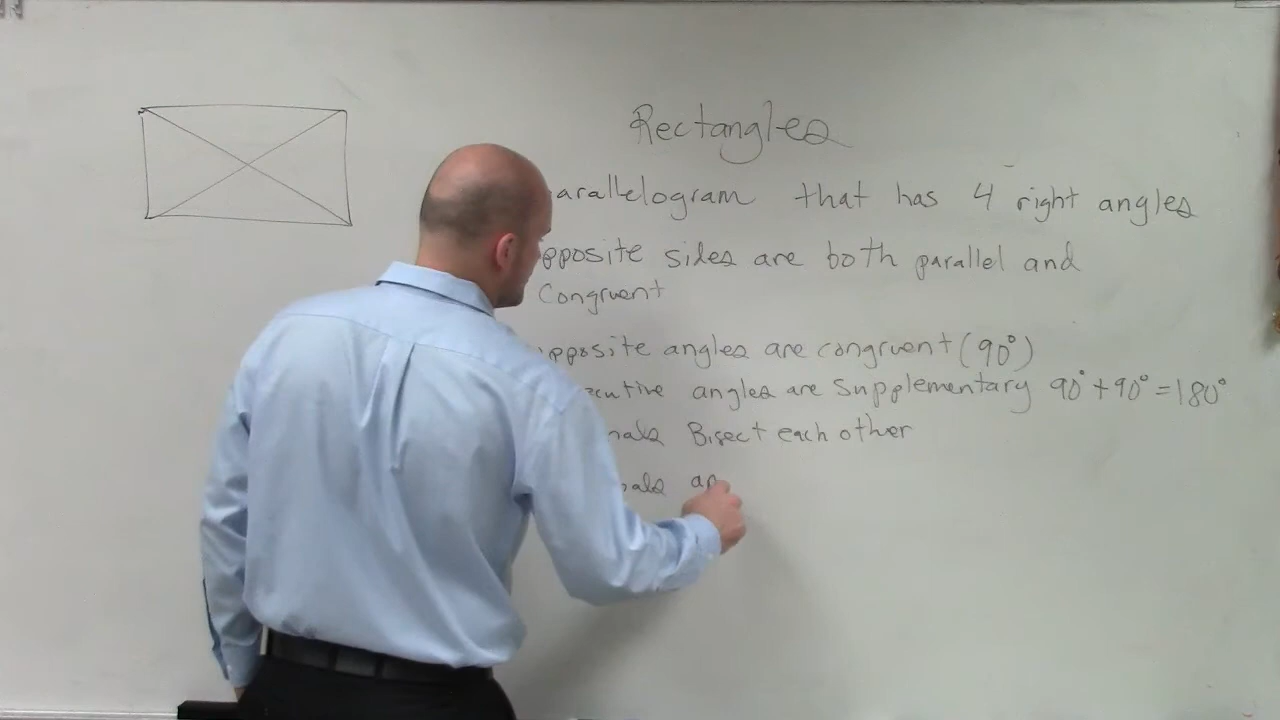 Rectangles
arallelogram that has 4 right angles
pposite sides are both parallel and
Congruent
pposite angles are congruent (90°)
ecutive angles are Supplementary 90° + 90° = 180°
nals Bisect each other
nals ar